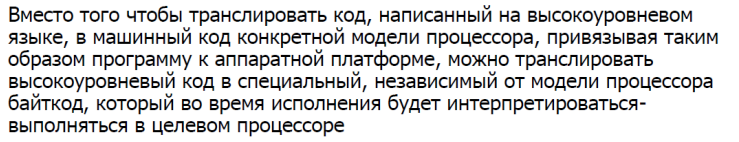 Вместо того чтобы транслировать код, написанный на высокоуровневом
языке, в машинный код конкретной модели процессора, привязывая таким
образом программу к аппаратной платформе, можно транслировать
высокоуровневый код в специальный, независимый от модели процессора
байткод, который во время исполнения будет интерпретироваться-
выполняться в целевом процессоре